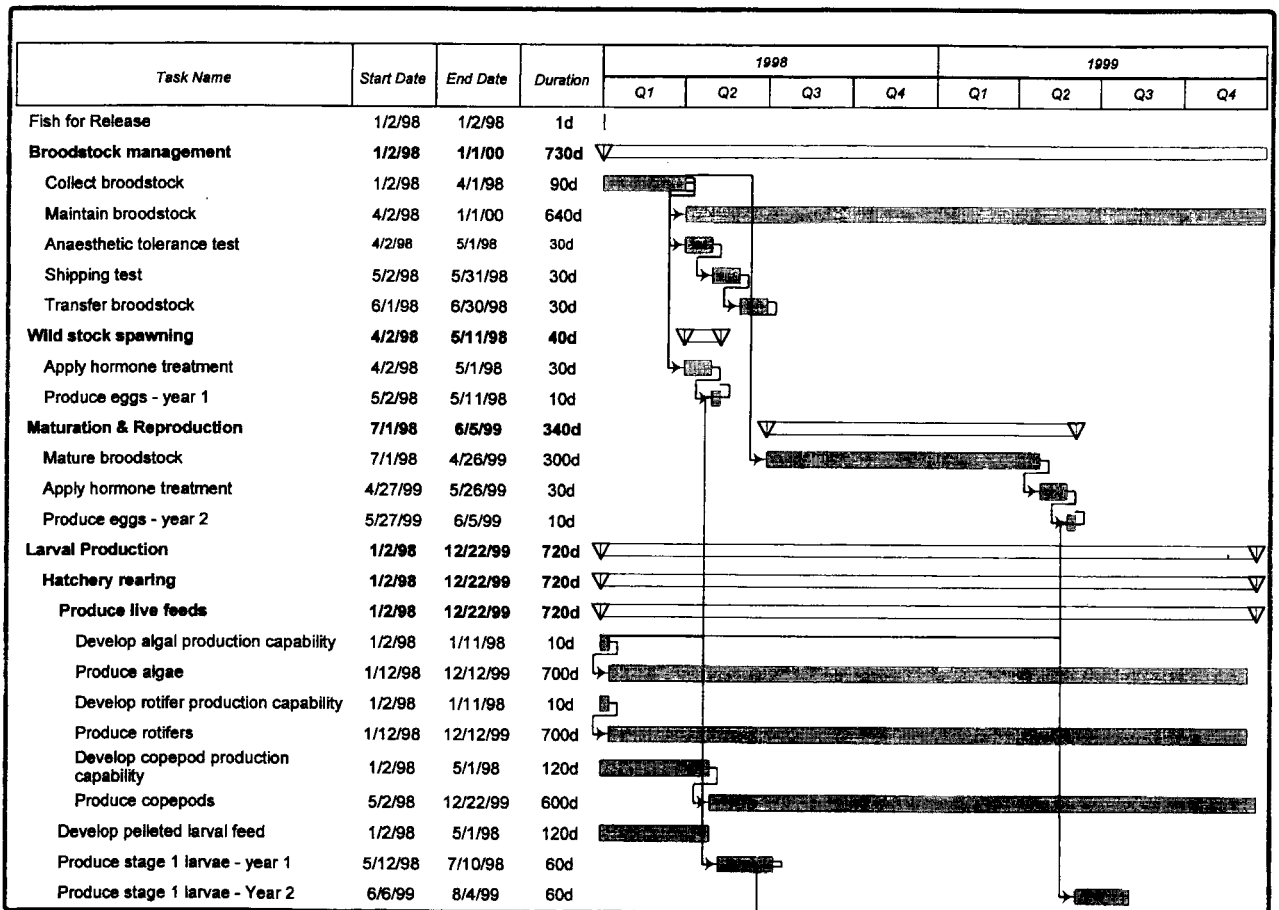 Task Name Start Date End Date Duration 1998 1999
Q1 Q2 Q3 Q4 Q1 Q2 Q3 Q4
Fish for Release 1/2/98 1/2/98 1d
Broodstock management 1/2/98 1/1/00 730d
Collect broodstock 1/2/98 4/1/98 90d
Maintain broodstock 4/2/98 1/1/00 640d
Anaesthetic tolerance test 4/2/98 5/1/98 30d
Shipping test 5/2/98 5/31/98 30d
Transfer broodstock 6/1/98 6/30/98 30d
Wild stock spawning 4/2/98 5/11/98 40d
Apply hormone treatment 4/2/98 5/1/98 30d
Produce eggs - year 1 5/2/98 5/11/98 10d
Maturation & Reproduction 7/1/98 6/5/99 340d
Mature broodstock 7/1/98 4/26/99 300d
Apply hormone treatment 4/27/99 5/26/99 30d
Produce eggs - year 2 5/27/99 6/5/99 10d
Larval Production 1/2/98 12/22/99 720d
Hatchery rearing 1/2/98 12/22/99 720d
Produce live feeds 1/2/98 12/22/99 720d
Develop algal production capability 1/2/98 1/11/98 10d
Produce algae 1/12/98 12/12/99 700d
Develop rotifer production capability 1/2/98 1/11/98 10d
Produce rotifers 1/12/98 12/12/99 700d
Develop copepod production
capability 1/2/98 5/1/98 120d
Produce copepods 5/2/98 12/22/99 600d
Develop pelleted larval feed 1/2/98 5/1/98 120d
Produce stage 1 larvae - year 1 5/12/98 7/10/98 60d
Produce stage 1 larvae - Year 2 6/6/99 8/4/99 60d